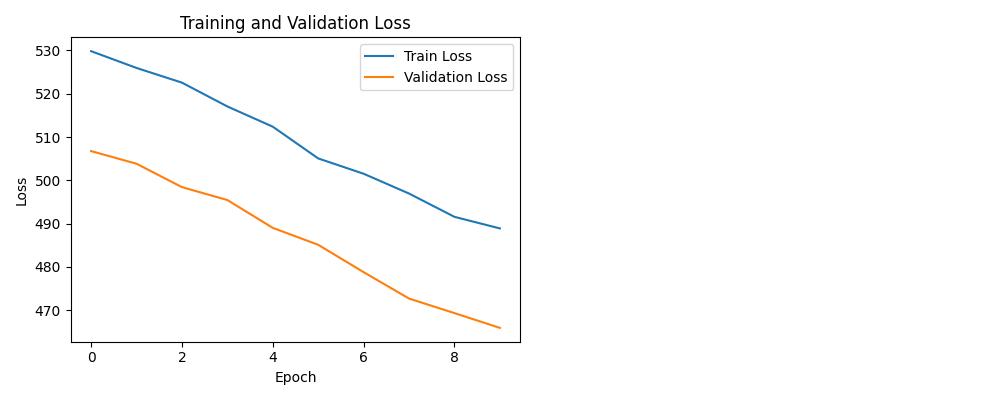 Training and Validation Loss
Train Loss
Validation Loss
530
520
510
500
490
480
470
Loss
0 2 4 6 8
Epoch